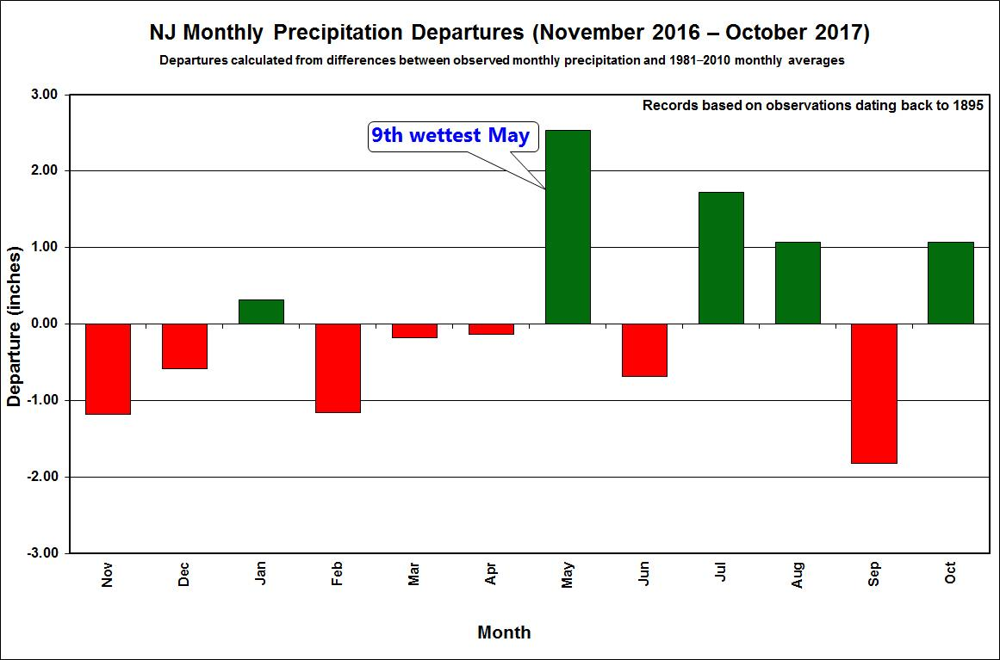 NJ Monthly Precipitation Departures (November 2016 – October 2017)
Departures calculated from differences between observed monthly precipitation and 1981–2010 monthly averages
3.00
Records based on observations dating back to 1895
9th wettest May
2.00
1.00
0.00
-1.00
-2.00
-3.00
Departure (inches)
Nov
Dec
Jan
Feb
Mar
Apr
May
Jun
Jul
Aug
Sep
Oct
Month